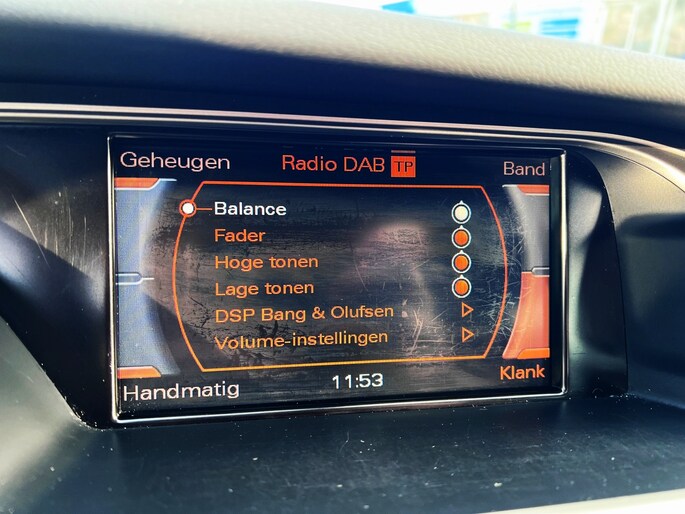 Geheugen Radio DAB TP Band
Balance
Fader
Hoge tonen
Lage tonen
DSP Bang & Olufsen
Volume-instellingen
Handmatig 11:53 Klank